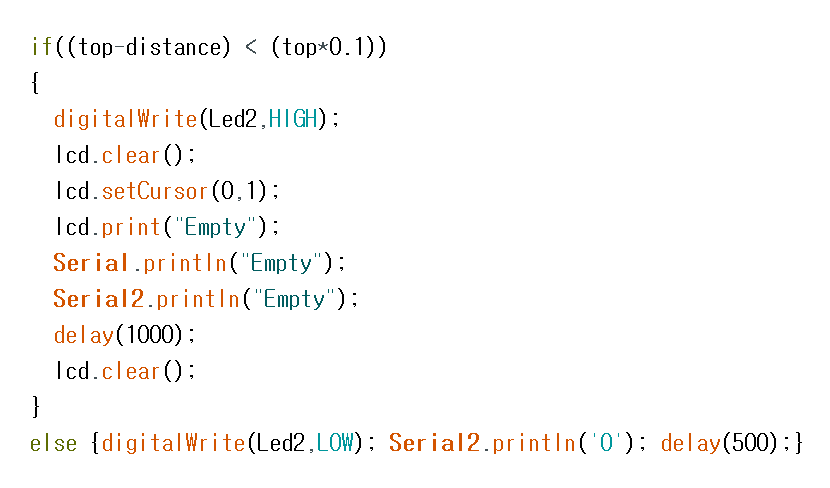 if((top-distance) < (top*0.1))
{
  digitalWrite(Led2,HIGH);
  lcd.clear();
  lcd.setCursor(0,1);
  lcd.print("Empty");
  Serial.println("Empty");
  Serial2.println("Empty");
  delay(1000);
  lcd.clear();
}
else {digitalWrite(Led2,LOW); Serial2.println('0'); delay(500);}